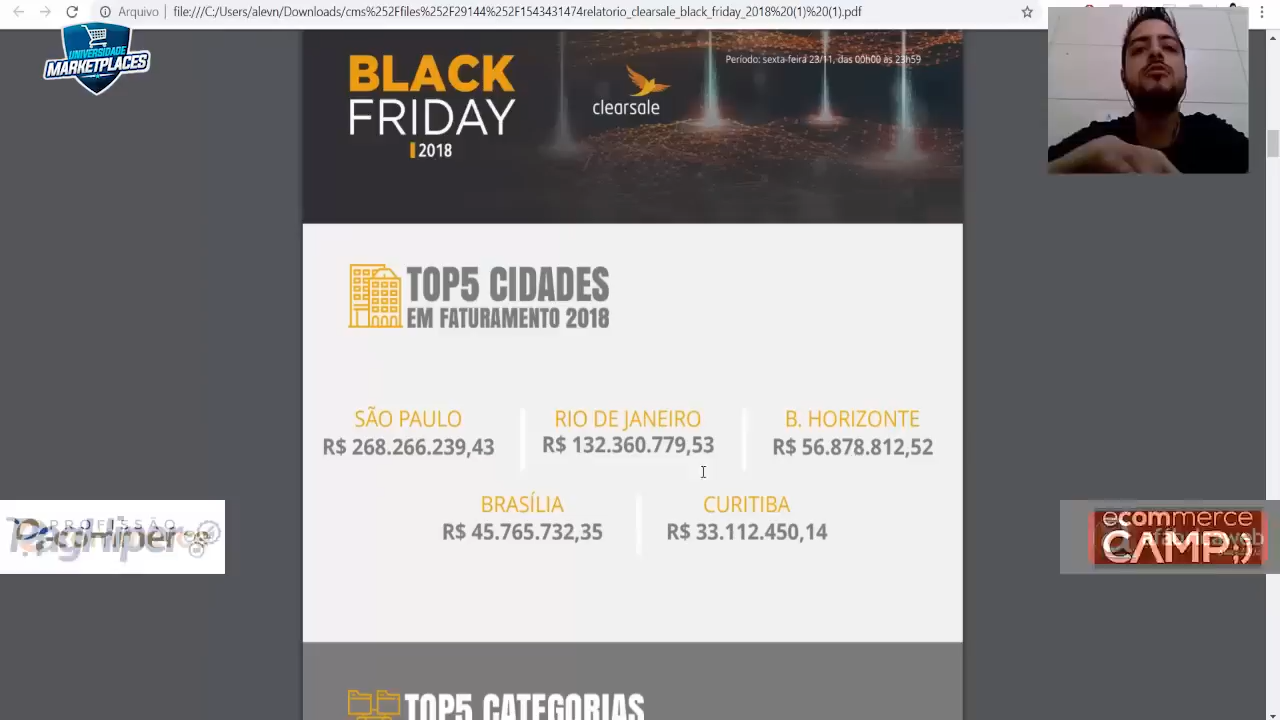 Arquivo | file:///C:/Users/alevn/Downloads/cms%252Ffiles%252F29144%252F1543431474relatorio_clearsale_black_friday_2018%20(1)%20(1).pdf
UNIVERSIDADE
MARKETPLACES
BLACK
FRIDAY
2018
clearsale
Período: sexta-feira 23/11, das 00h00 às 23h59
TOP5 CIDADES
EM FATURAMENTO 2018
SÃO PAULO
R$ 268.266.239,43
RIO DE JANEIRO
R$ 132.360.779,53
B. HORIZONTE
R$ 56.878.812,52
BRASÍLIA
R$ 45.765.732,35
CURITIBA
R$ 33.112.450,14
PROFISSÃO
ecommerce
CAMP;)
TOP5 CATEGORIAS